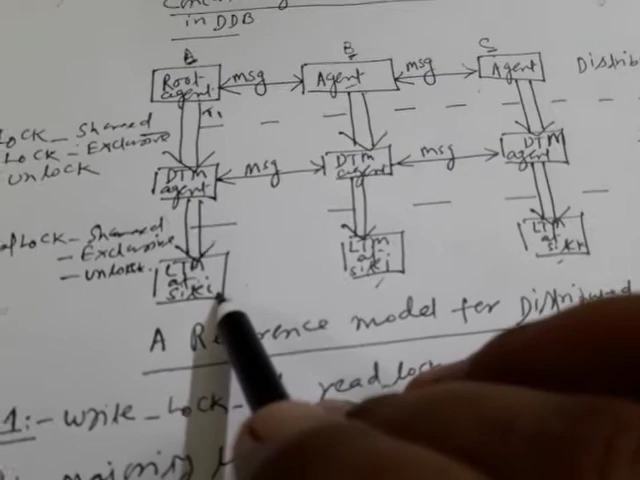 in DDB
A B C
Root agent msg Agent msg Agent Distrib
r1
Lock - Shared
Lock - Exclusive
Unlock
DTM agent msg DTM agent msg DTM agent
Lock - Shared
- Exclusive
- Unlock
LTM at site i LTM at site j LTM at site k
A Reference model for Distributed
1:- write_lock read_lock
majority